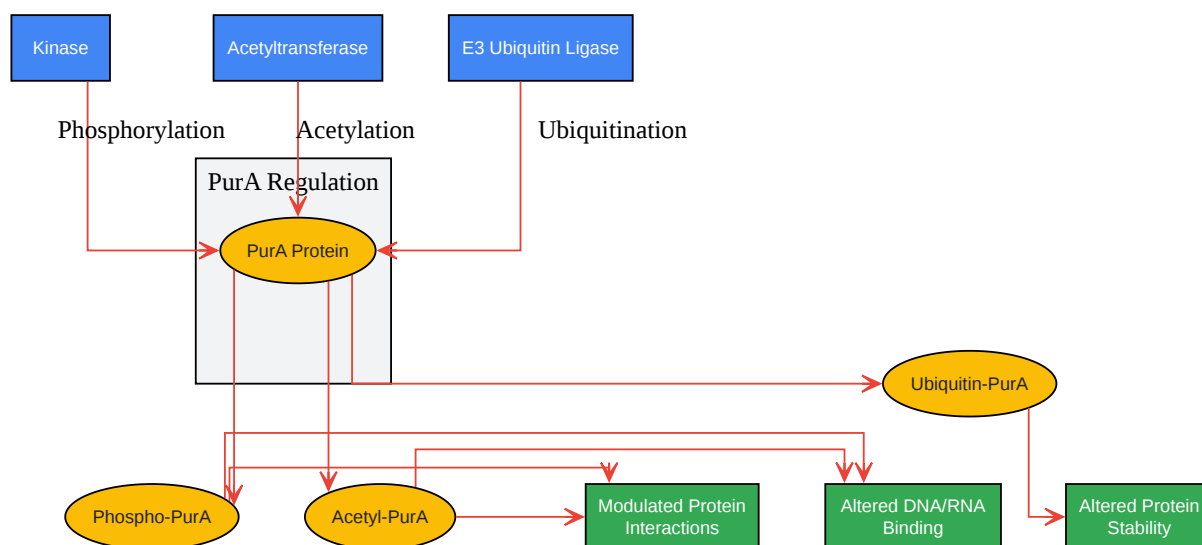 Kinase
Acetyltransferase
E3 Ubiquitin Ligase
Phosphorylation
Acetylation
Ubiquitination
PurA Regulation
PurA Protein
Ubiquitin-PurA
Phospho-PurA
Acetyl-PurA
Modulated Protein
Interactions
Altered DNA/RNA
Binding
Altered Protein
Stability